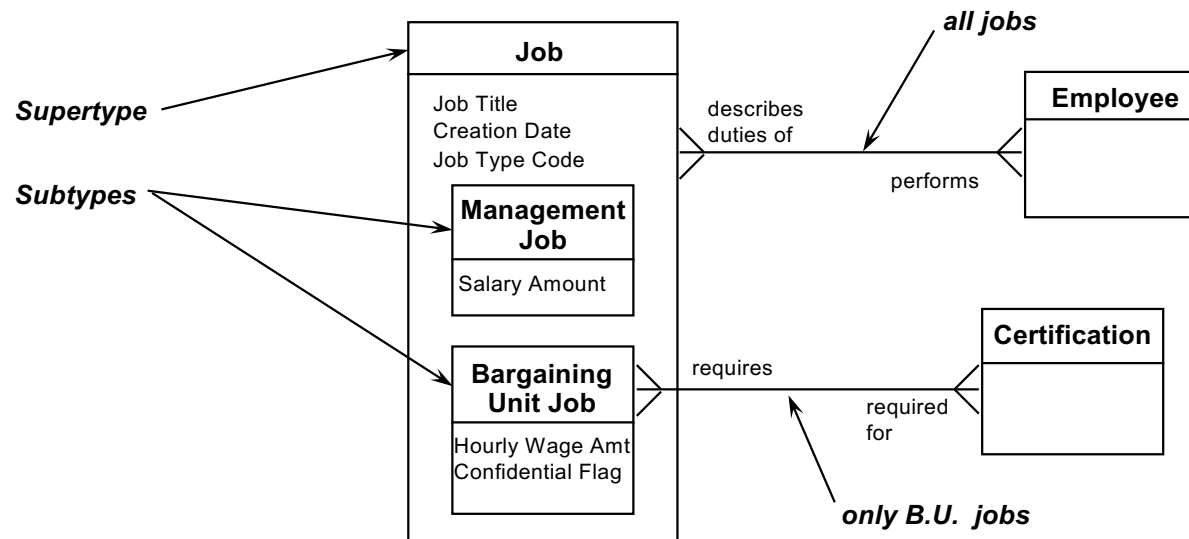 all jobs
Job
Supertype
Job Title
Creation Date
Job Type Code
describes
duties of
performs
Employee
Subtypes
Management
Job
Salary Amount
Bargaining
Unit Job
Hourly Wage Amt
Confidential Flag
requires
required
for
Certification
only B.U. jobs